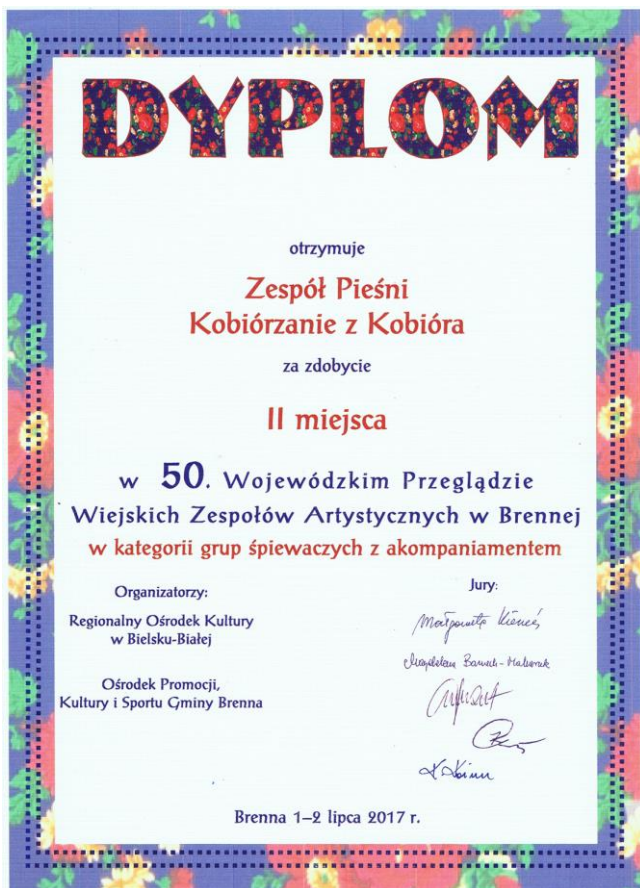 DYPLOM
otrzymuje
Zespół Pieśni
Kobiórzanie z Kobióra
za zdobycie
II miejsca
w 50. Wojewódzkim Przeglądzie
Wiejskich Zespołów Artystycznych w Brennej
w kategorii grup śpiewaczych z akompaniamentem
Organizatorzy:
Regionalny Ośrodek Kultury
w Bielsku-Białej
Ośrodek Promocji,
Kultury i Sportu Gminy Brenna
Jury:
Małgorzata
Brenna 1–2 lipca 2017 r.